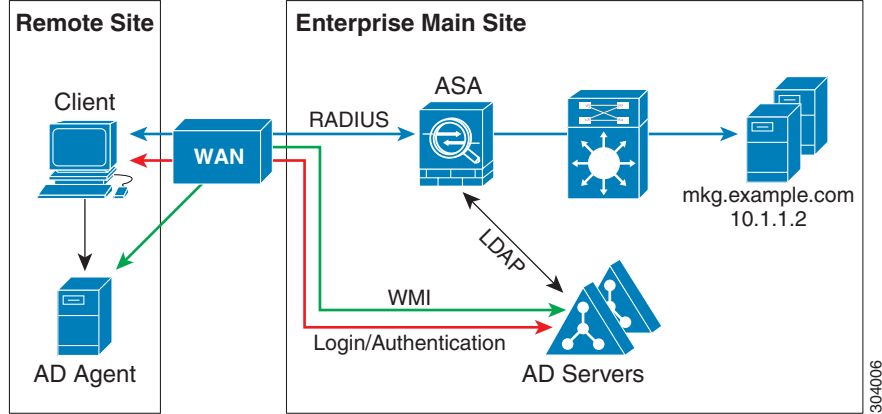 Remote Site
Enterprise Main Site
Client
ASA
RADIUS
WAN
mkg.example.com
10.1.1.2
LDAP
WMI
Login/Authentication
AD Agent
AD Servers
304006